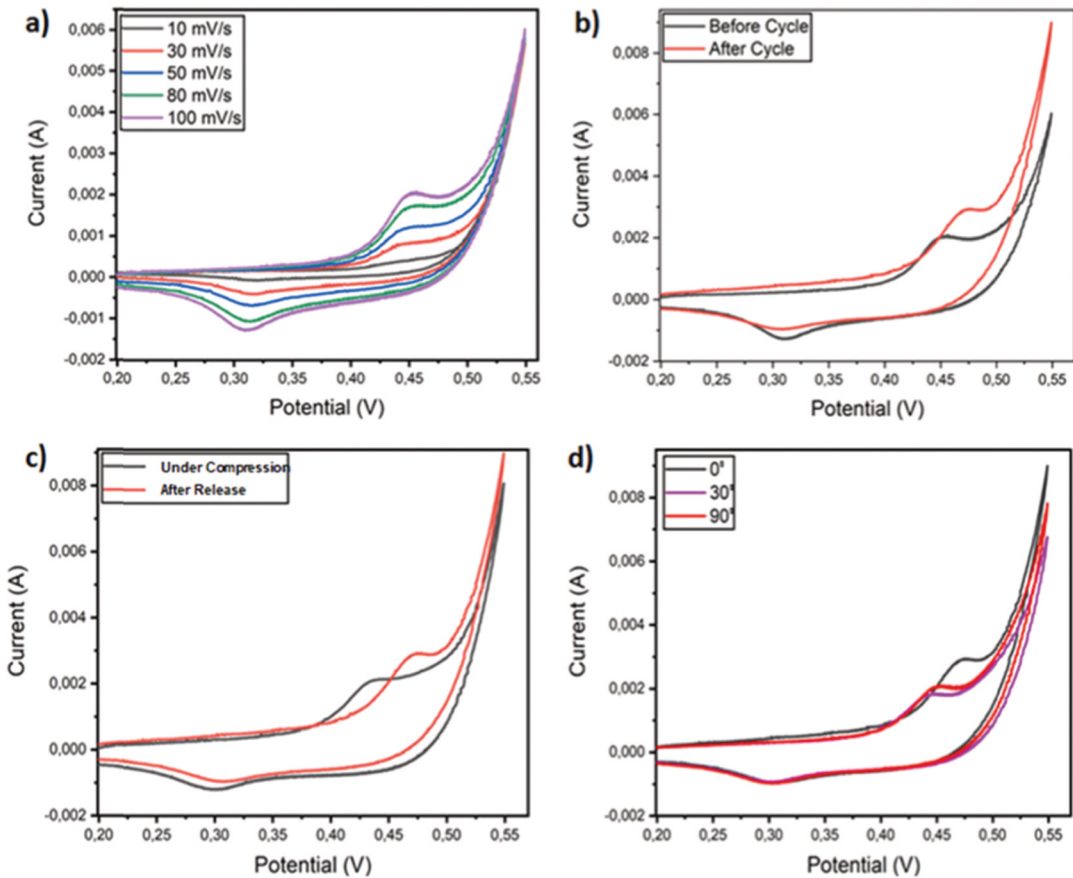 a)
10 mV/s
30 mV/s
50 mV/s
80 mV/s
100 mV/s
0,006
0,005
0,004
0,003
0,002
0,001
0,000
-0,001
-0,002
Current (A)
0,20 0,25 0,30 0,35 0,40 0,45 0,50 0,55
Potential (V)
b)
Before Cycle
After Cycle
0,008
0,006
0,004
0,002
0,000
-0,002
Current (A)
0,20 0,25 0,30 0,35 0,40 0,45 0,50 0,55
Potential (V)
c)
Under Compression
After Release
0,008
0,006
0,004
0,002
0,000
-0,002
Current (A)
0,20 0,25 0,30 0,35 0,40 0,45 0,50 0,55
Potential (V)
d)
0°
30°
90°
0,008
0,006
0,004
0,002
0,000
-0,002
Current (A)
0,20 0,25 0,30 0,35 0,40 0,45 0,50 0,55
Potential (V)